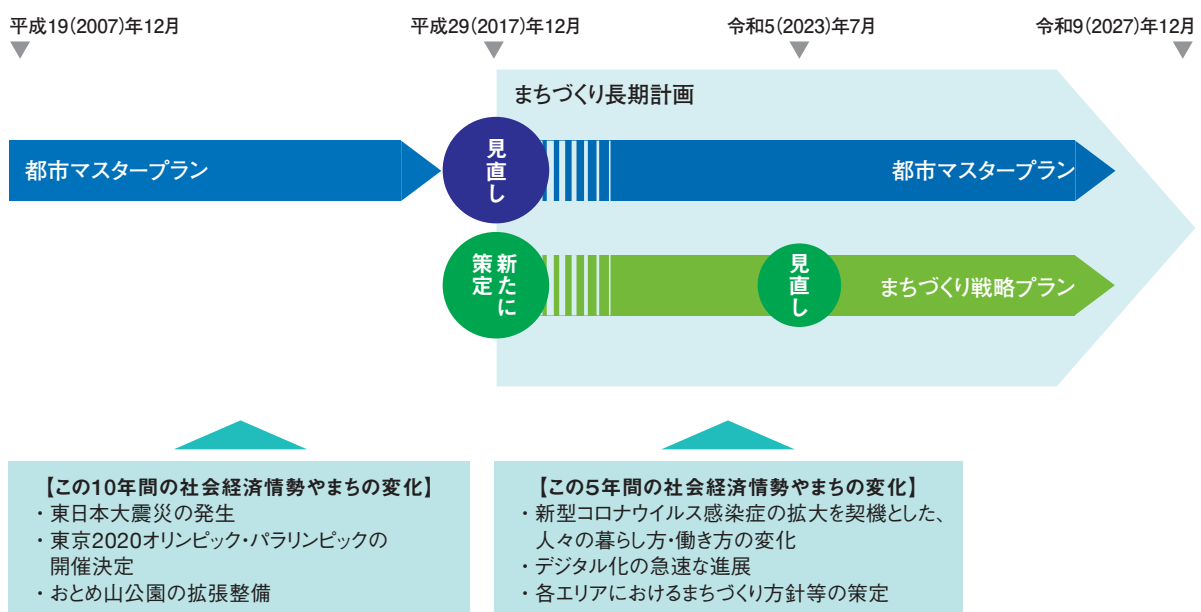 平成19(2007)年12月
平成29(2017)年12月
令和5(2023)年7月
令和9(2027)年12月
まちづくり長期計画
都市マスタープラン
見直し
都市マスタープラン
新たに
策定
見直し
まちづくり戦略プラン
【この10年間の社会経済情勢やまちの変化】
・東日本大震災の発生
・東京2020オリンピック・パラリンピックの
開催決定
・おとめ山公園の拡張整備
【この5年間の社会経済情勢やまちの変化】
・新型コロナウイルス感染症の拡大を契機とした、
人々の暮らし方・働き方の変化
・デジタル化の急速な進展
・各エリアにおけるまちづくり方針等の策定